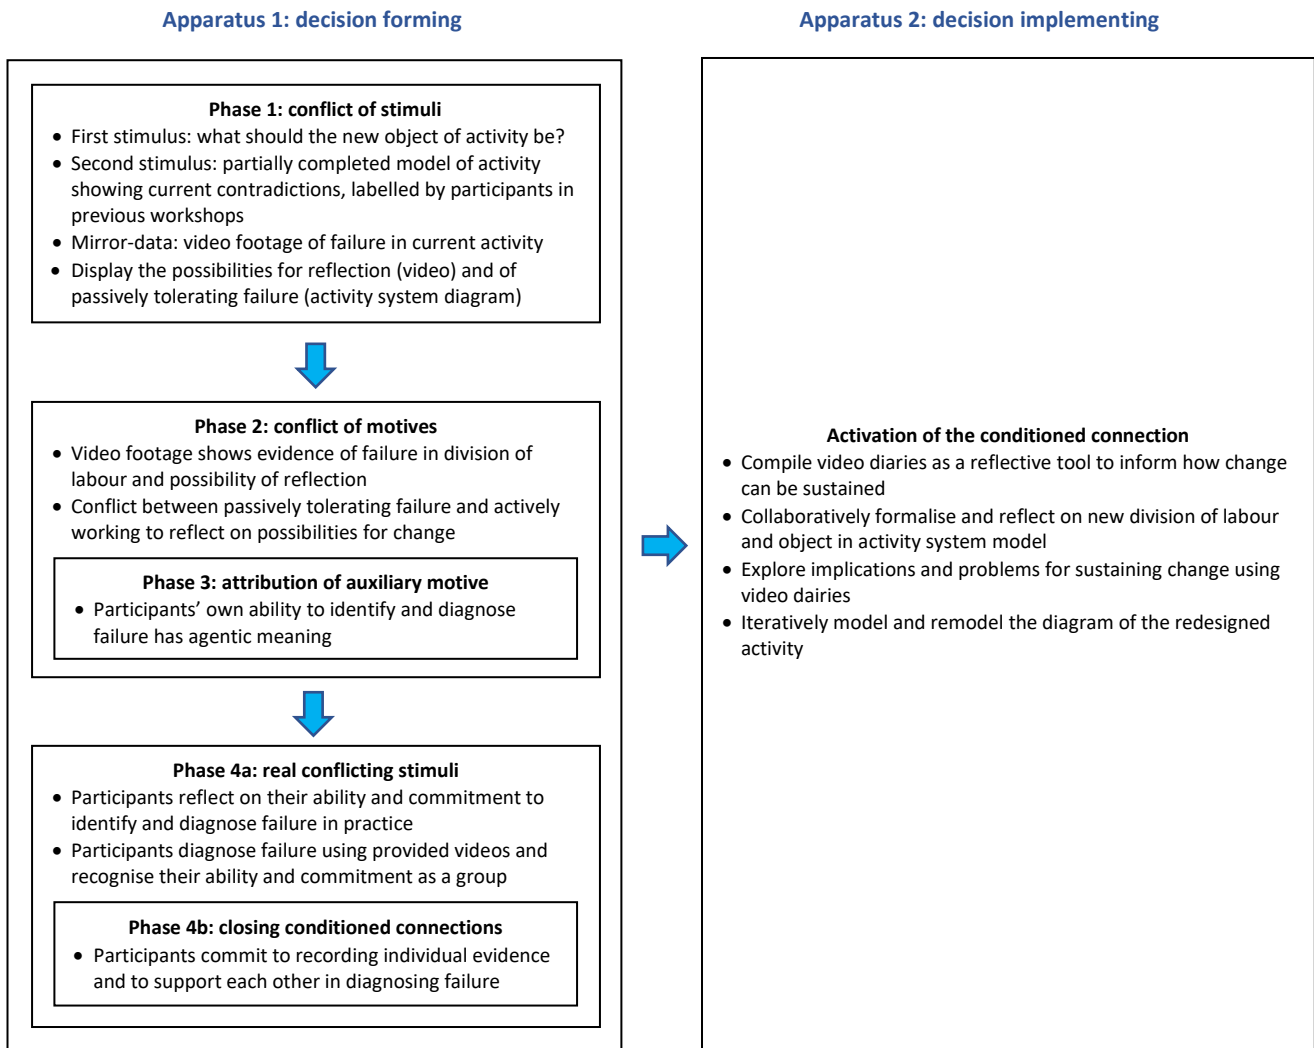 Apparatus 1: decision forming
Phase 1: conflict of stimuli
• First stimulus: what should the new object of activity be?
• Second stimulus: partially completed model of activity
showing current contradictions, labelled by participants in
previous workshops
• Mirror-data: video footage of failure in current activity
• Display the possibilities for reflection (video) and of
passively tolerating failure (activity system diagram)
Phase 2: conflict of motives
• Video footage shows evidence of failure in division of
labour and possibility of reflection
• Conflict between passively tolerating failure and actively
working to reflect on possibilities for change
Phase 3: attribution of auxiliary motive
• Participants’ own ability to identify and diagnose
failure has agentic meaning
Phase 4a: real conflicting stimuli
• Participants reflect on their ability and commitment to
identify and diagnose failure in practice
• Participants diagnose failure using provided videos and
recognise their ability and commitment as a group
Phase 4b: closing conditioned connections
• Participants commit to recording individual evidence
and to support each other in diagnosing failure
Apparatus 2: decision implementing
Activation of the conditioned connection
• Compile video diaries as a reflective tool to inform how change
can be sustained
• Collaboratively formalise and reflect on new division of labour
and object in activity system model
• Explore implications and problems for sustaining change using
video dairies
• Iteratively model and remodel the diagram of the redesigned
activity